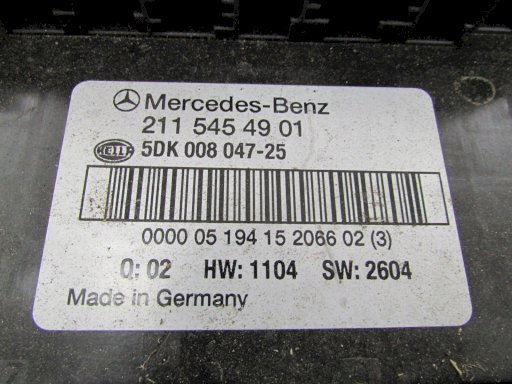 Mercedes-Benz
211 545 49 01
HELLA 5DK 008 047-25
0000 05 194 15 2066 02 (3)
Q: 02 HW: 1104 SW: 2604
Made in Germany